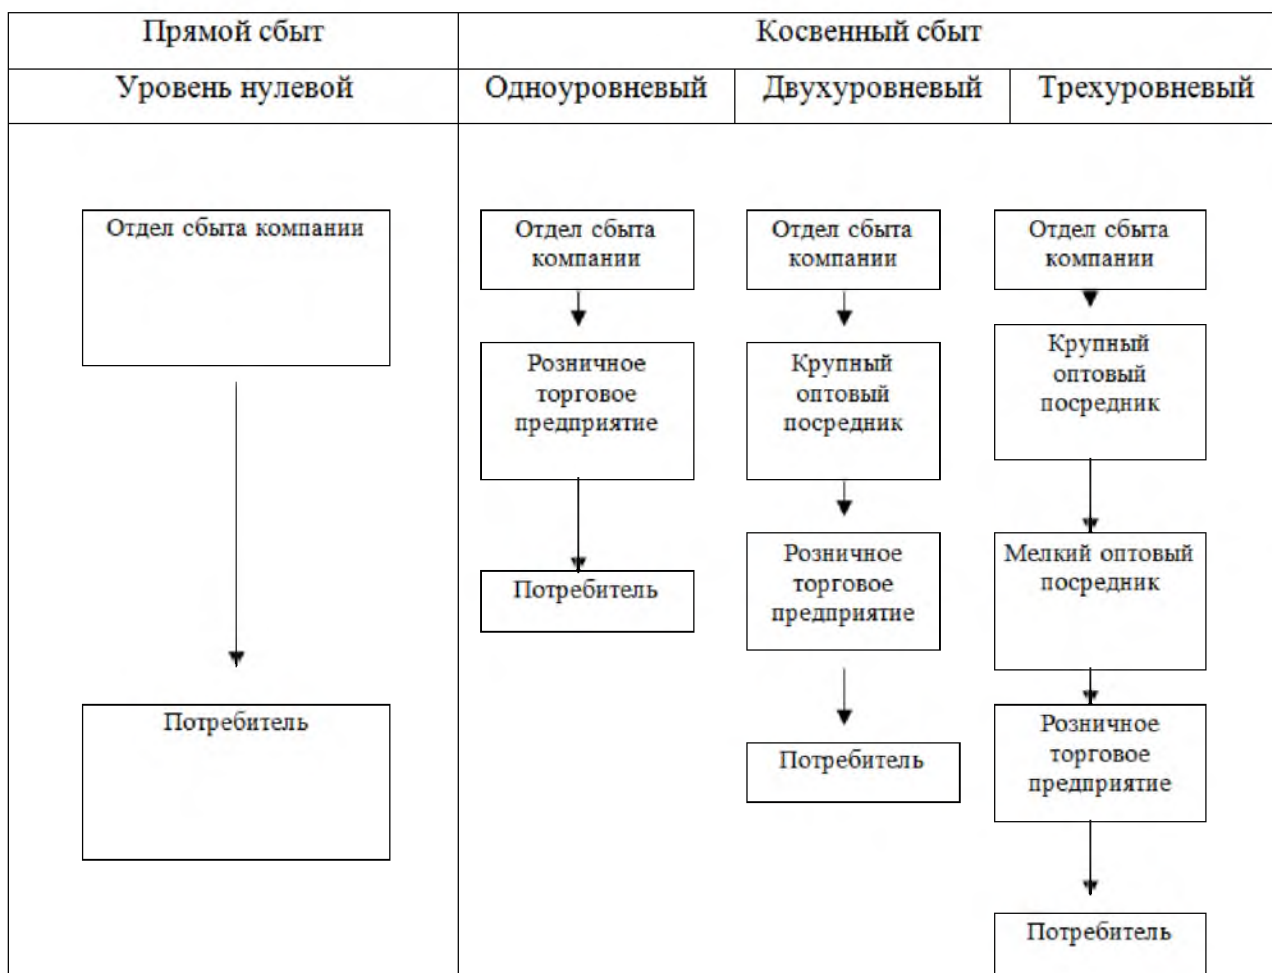 Прямой сбыт
Косвенный сбыт
Уровень нулевой
Одноуровневый
Двухуровневый
Трехуровневый
Отдел сбыта компании
Потребитель
Отдел сбыта
компании
Розничное
торговое
предприятие
Потребитель
Отдел сбыта
компании
Крупный
оптовый
посредник
Розничное
торговое
предприятие
Потребитель
Отдел сбыта
компании
Крупный
оптовый
посредник
Мелкий оптовый
посредник
Розничное
торговое
предприятие
Потребитель